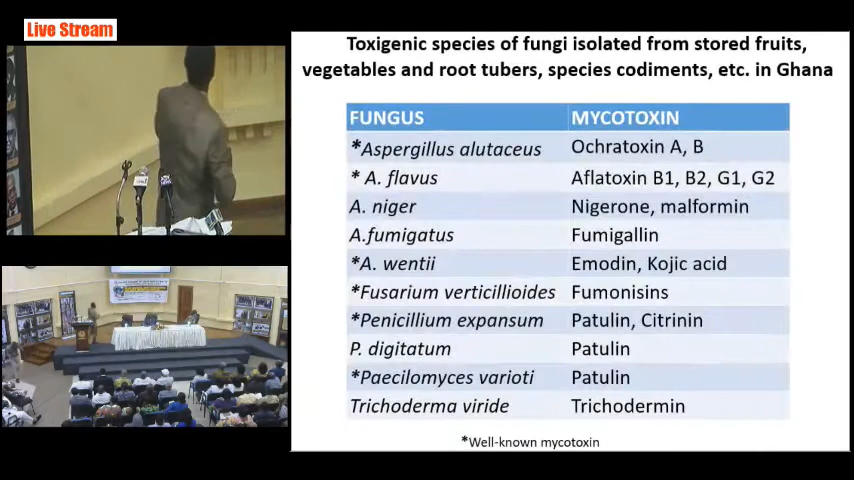 Live Stream
Toxigenic species of fungi isolated from stored fruits,
vegetables and root tubers, species codiments, etc. in Ghana
FUNGUS MYCOTOXIN
*Aspergillus alutaceus Ochratoxin A, B
* A. flavus Aflatoxin B1, B2, G1, G2
A. niger Nigerone, malformin
A.fumigatus Fumigallin
*A. wentii Emodin, Kojic acid
*Fusarium verticillioides Fumonisins
*Penicillium expansum Patulin, Citrinin
P. digitatum Patulin
*Paecilomyces varioti Patulin
Trichoderma viride Trichodermin
*Well-known mycotoxin